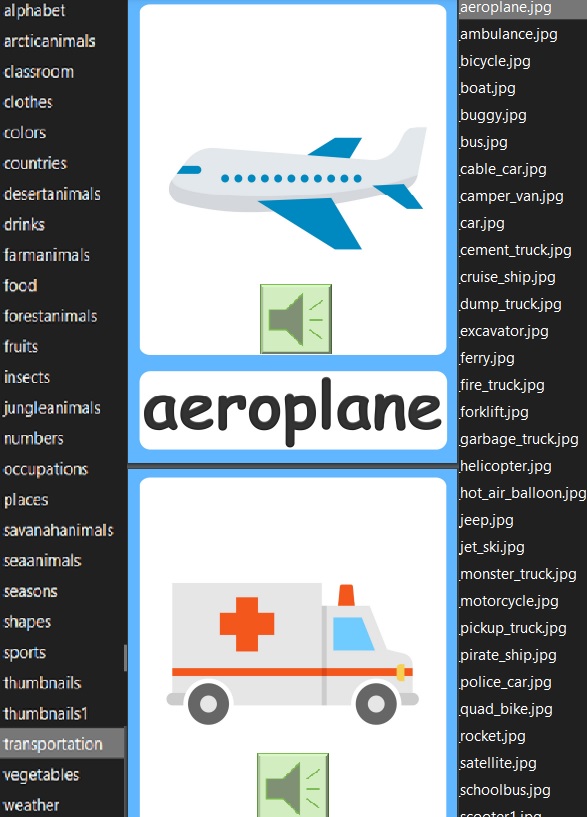 alphabet
arcticanimals
classroom
clothes
colors
countries
desertanimals
drinks
farmanimals
food
forestanimals
fruits
insects
jungleanimals
numbers
occupations
places
savanahanimals
seaanimals
seasons
shapes
sports
thumbnails
thumbnails1
transportation
vegetables
weather
aeroplane
aeroplane.jpg
ambulance.jpg
bicycle.jpg
boat.jpg
buggy.jpg
bus.jpg
cable_car.jpg
camper_van.jpg
car.jpg
cement_truck.jpg
cruise_ship.jpg
dump_truck.jpg
excavator.jpg
ferry.jpg
fire_truck.jpg
forklift.jpg
garbage_truck.jpg
helicopter.jpg
hot_air_balloon.jpg
jeep.jpg
jet_ski.jpg
monster_truck.jpg
motorcycle.jpg
pickup_truck.jpg
pirate_ship.jpg
police_car.jpg
quad_bike.jpg
rocket.jpg
satellite.jpg
schoolbus.jpg
scooter1.jpg